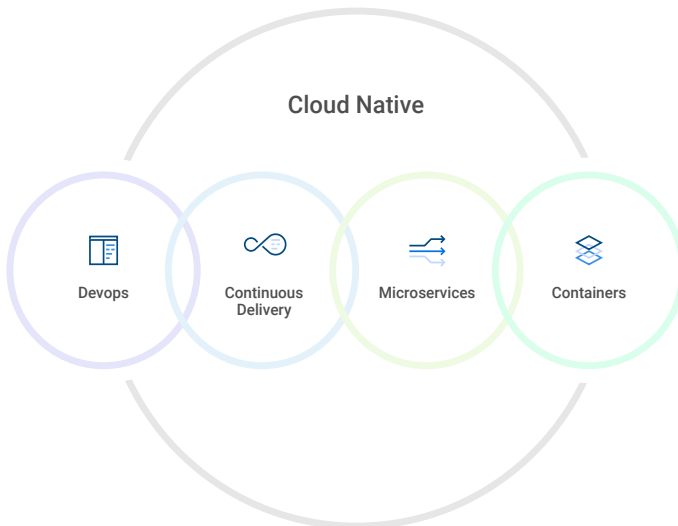 Cloud Native
Devops
Continuous
Delivery
Microservices
Containers